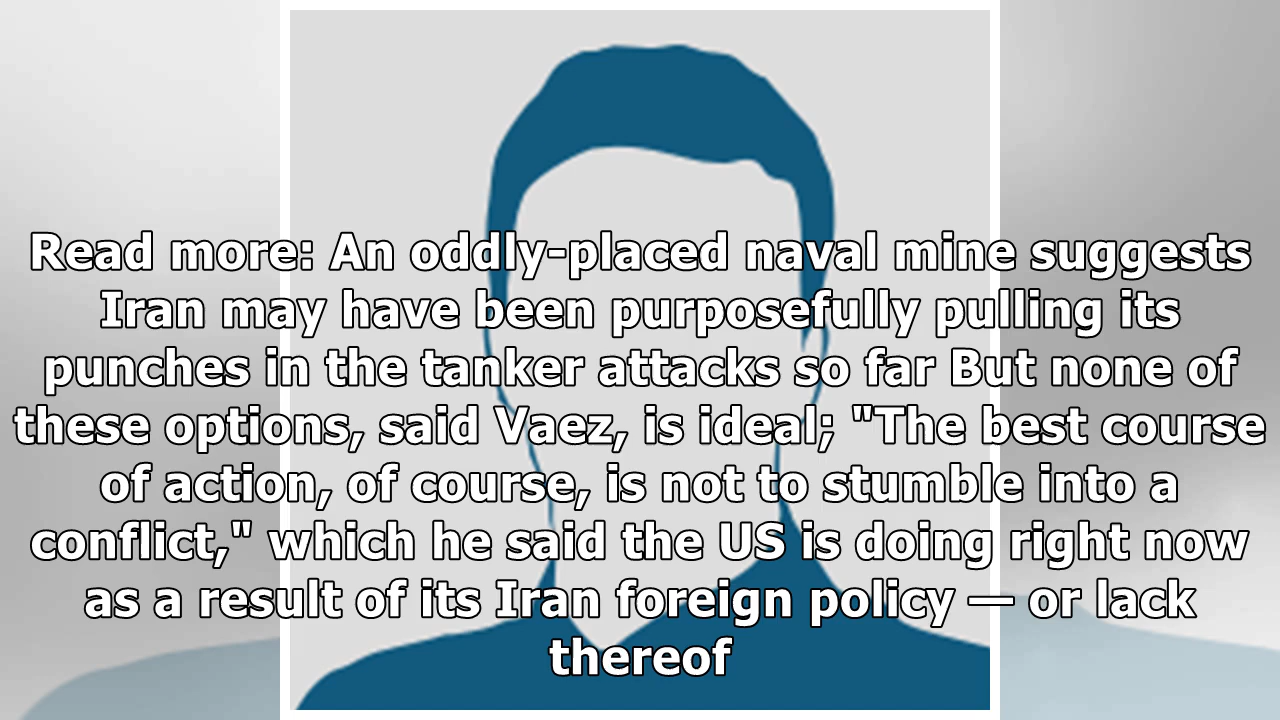 Read more: An oddly-placed naval mine suggests
Iran may have been purposefully pulling its
punches in the tanker attacks so far But none of
these options, said Vaez, is ideal; "The best course
of action, of course, is not to stumble into a
conflict," which he said the US is doing right now
as a result of its Iran foreign policy — or lack
thereof